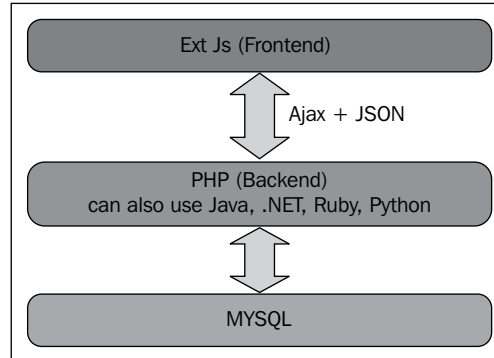 Ext Js (Frontend)
Ajax + JSON
PHP (Backend)
can also use Java, .NET, Ruby, Python
MYSQL